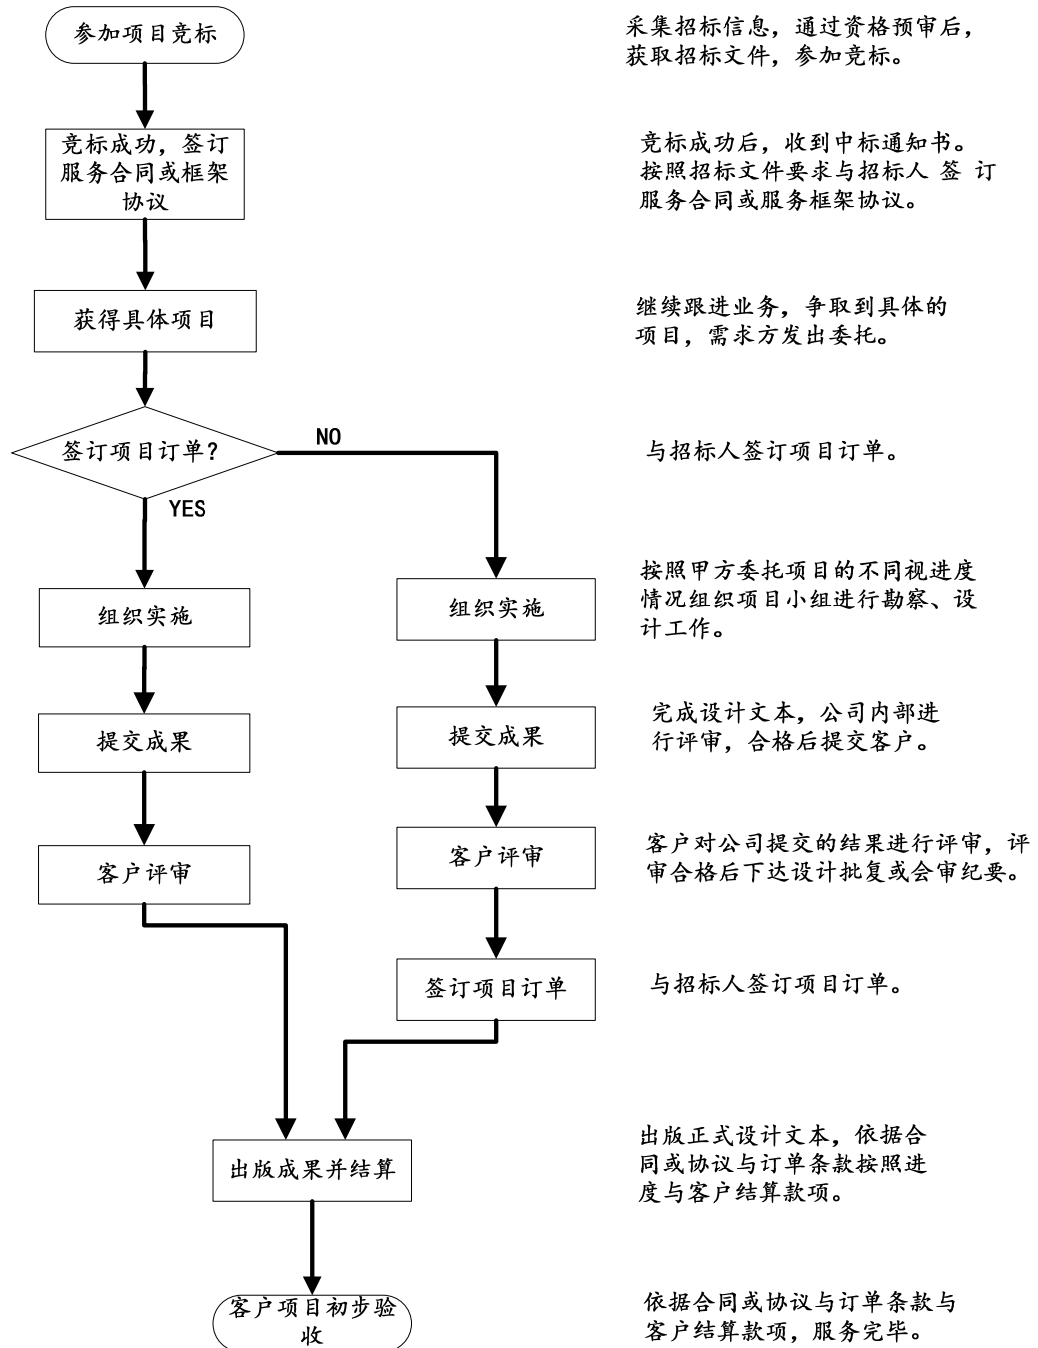 参加项目竞标
采集招标信息，通过资格预审后，
获取招标文件，参加竞标。
竞标成功，签订
服务合同或框架
协议
竞标成功后，收到中标通知书。
按照招标文件要求与招标人 签 订
服务合同或服务框架协议。
获得具体项目
继续跟进业务，争取到具体的
项目，需求方发出委托。
签订项目订单？
NO
YES
与招标人签订项目订单。
组织实施
组织实施
按照甲方委托项目的不同视进度
情况组织项目小组进行勘察、设
计工作。
提交成果
提交成果
完成设计文本，公司内部进
行评审，合格后提交客户。
客户评审
客户评审
客户对公司提交的结果进行评审，评
审合格后下达设计批复或会审纪要。
签订项目订单
与招标人签订项目订单。
出版成果并结算
出版正式设计文本，依据合
同或协议与订单条款按照进
度与客户结算款项。
客户项目初步验
收
依据合同或协议与订单条款与
客户结算款项，服务完毕。